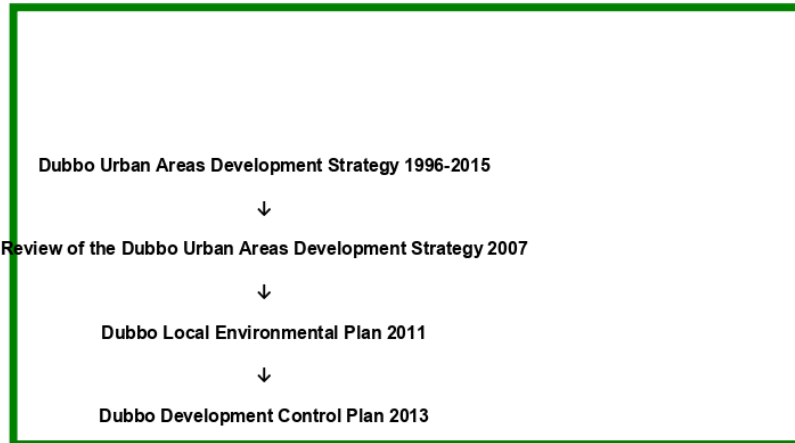 Dubbo Urban Areas Development Strategy 1996-2015
↓
Review of the Dubbo Urban Areas Development Strategy 2007
↓
Dubbo Local Environmental Plan 2011
↓
Dubbo Development Control Plan 2013